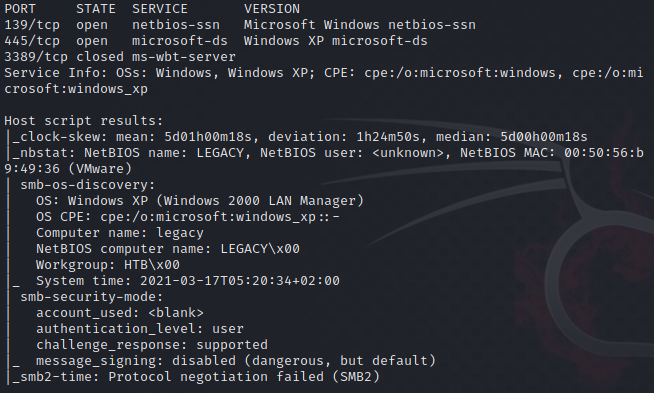 PORT     STATE  SERVICE       VERSION
139/tcp  open   netbios-ssn   Microsoft Windows netbios-ssn
445/tcp  open   microsoft-ds  Windows XP microsoft-ds
3389/tcp closed ms-wbt-server
Service Info: OSs: Windows, Windows XP; CPE: cpe:/o:microsoft:windows, cpe:/o:mi
crosoft:windows_xp
Host script results:
|_clock-skew: mean: 5d01h00m18s, deviation: 1h24m50s, median: 5d00h00m18s
|_nbstat: NetBIOS name: LEGACY, NetBIOS user: <unknown>, NetBIOS MAC: 00:50:56:b
9:49:36 (VMware)
| smb-os-discovery:
|   OS: Windows XP (Windows 2000 LAN Manager)
|   OS CPE: cpe:/o:microsoft:windows_xp::-
|   Computer name: legacy
|   NetBIOS computer name: LEGACY\x00
|   Workgroup: HTB\x00
|_  System time: 2021-03-17T05:20:34+02:00
| smb-security-mode:
|   account_used: <blank>
|   authentication_level: user
|   challenge_response: supported
|_  message_signing: disabled (dangerous, but default)
|_smb2-time: Protocol negotiation failed (SMB2)